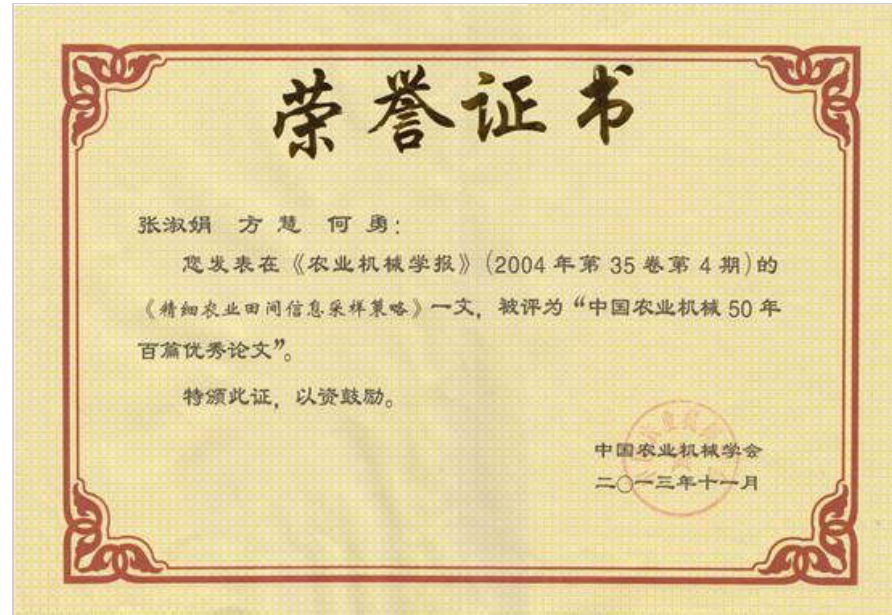 荣誉证书
张淑娟 方慧 何勇：
您发表在《农业机械学报》（2004年第35卷第4期）的
《精细农业田间信息采样策略》一文，被评为“中国农业机械50年
百篇优秀论文”。
特颁此证，以资鼓励。
中国农业机械学会
二〇一三年十一月